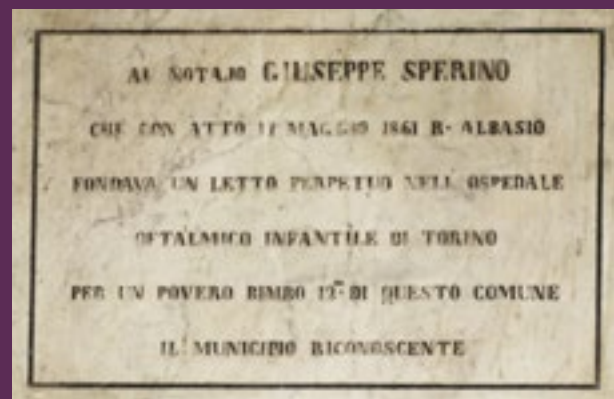 AL NOTAJO GIUSEPPE SPERINO
CHE CON ATTO 11 MAGGIO 1861 R- ALBASIO
FONDAVA UN LETTO PERPETUO NELL OSPEDALE
OFTALMICO INFANTILE DI TORINO
PER UN POVERO BIMBO DI QUESTO COMUNE
IL MUNICIPIO RICONOSCENTE